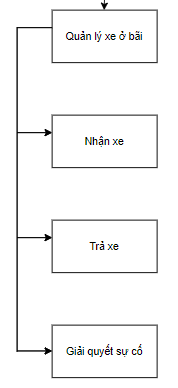 Quản lý xe ở bãi
Nhận xe
Trả xe
Giải quyết sự cố